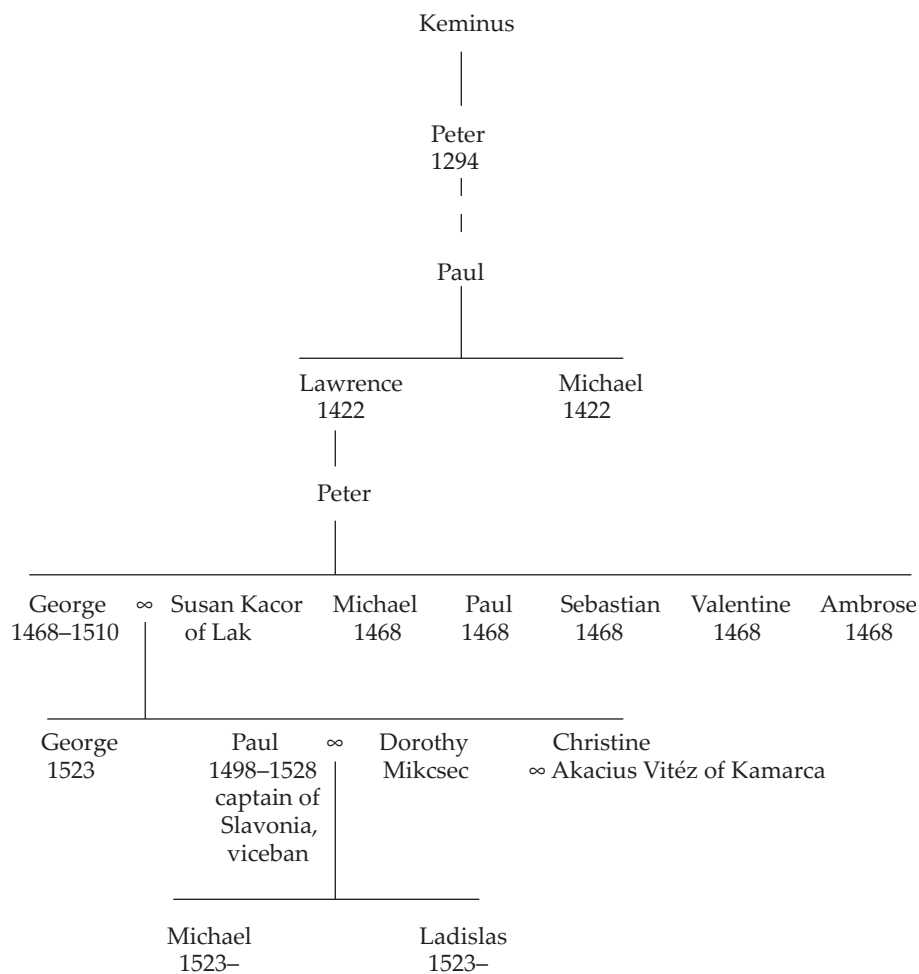 Keminus
Peter
1294
Paul
Lawrence Michael
1422 1422
Peter
George ∞ Susan Kacor Michael Paul Sebastian Valentine Ambrose
1468–1510 of Lak 1468 1468 1468 1468 1468
George Paul ∞ Dorothy Christine
1523 1498–1528 Mikcsec ∞ Akacius Vitéz of Kamarca
captain of
Slavonia,
viceban
Michael Ladislas
1523– 1523–